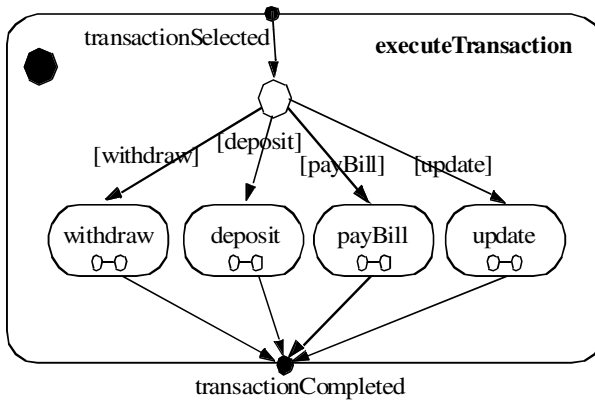 transactionSelected
executeTransaction
[withdraw]
[deposit]
[payBill]
[update]
withdraw
deposit
payBill
update
transactionCompleted